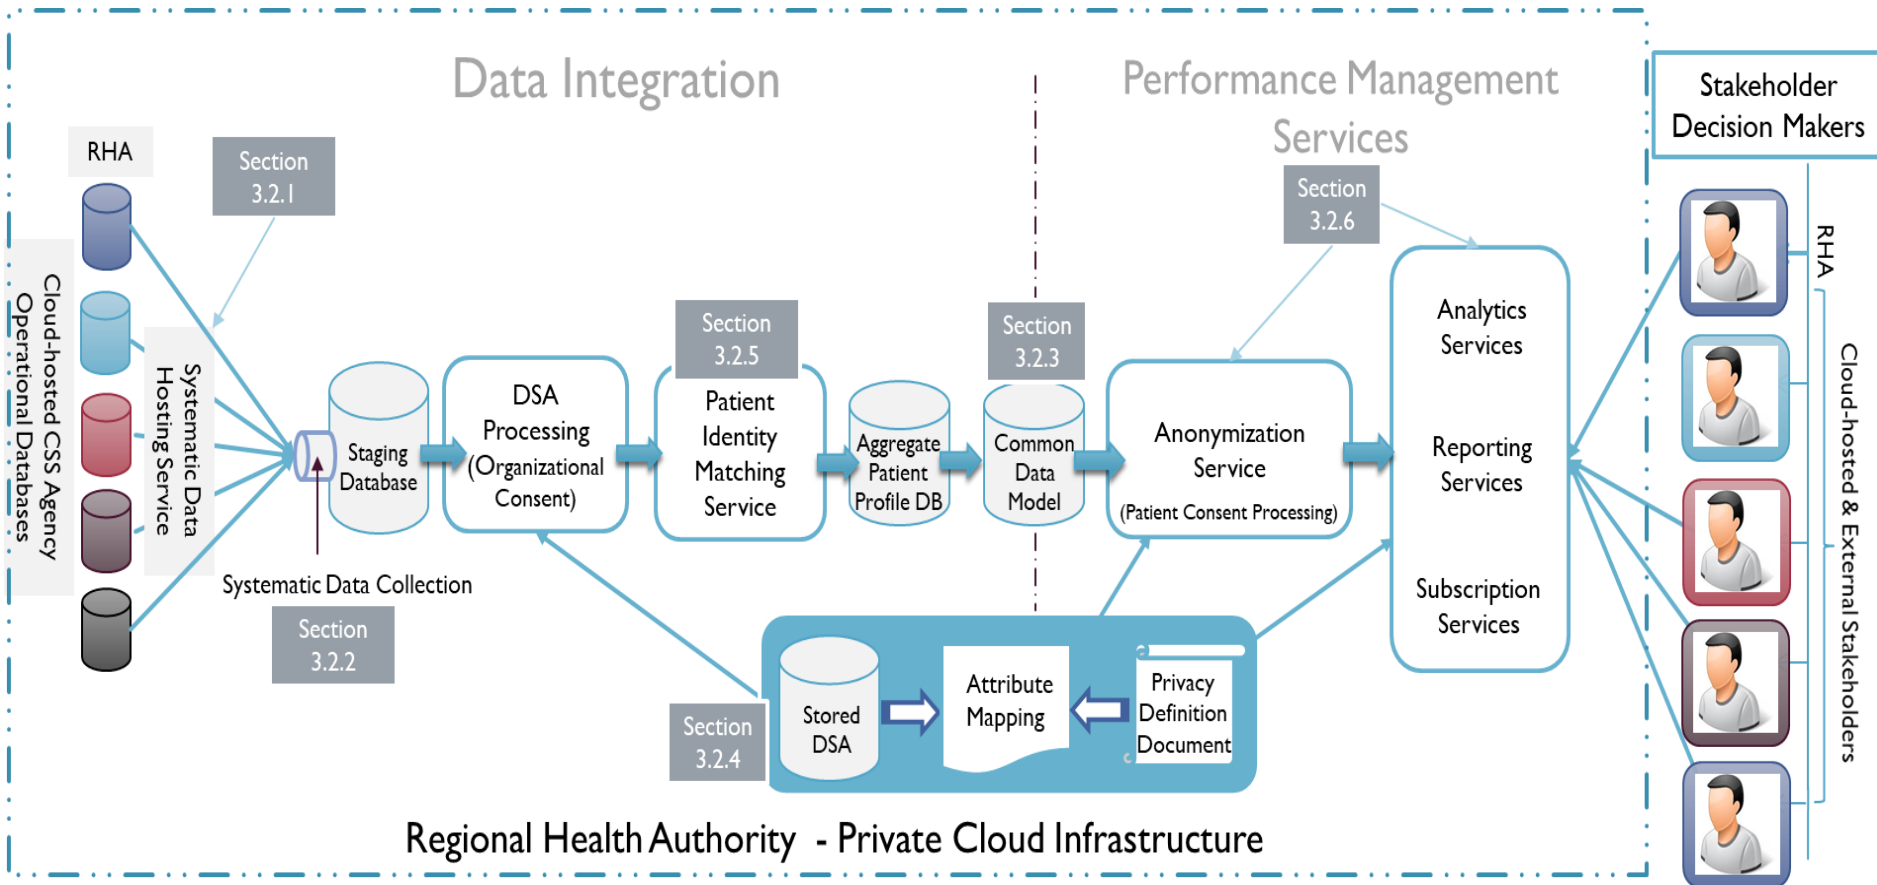 Data Integration
Performance Management
Services
Stakeholder
Decision Makers
RHA
Section
3.2.1
Section
3.2.6
RHA
Cloud-hosted CSS Agency
Operational Databases
Systematic Data
Hosting Service
Staging
Database
DSA
Processing
(Organizational
Consent)
Section
3.2.5
Patient
Identity
Matching
Service
Aggregate
Patient
Profile DB
Section
3.2.3
Common
Data
Model
Anonymization
Service
(Patient Consent Processing)
Analytics
Services
Reporting
Services
Subscription
Services
Cloud-hosted & External Stakeholders
Systematic Data Collection
Section
3.2.2
Section
3.2.4
Stored
DSA
Attribute
Mapping
Privacy
Definition
Document
Regional Health Authority - Private Cloud Infrastructure